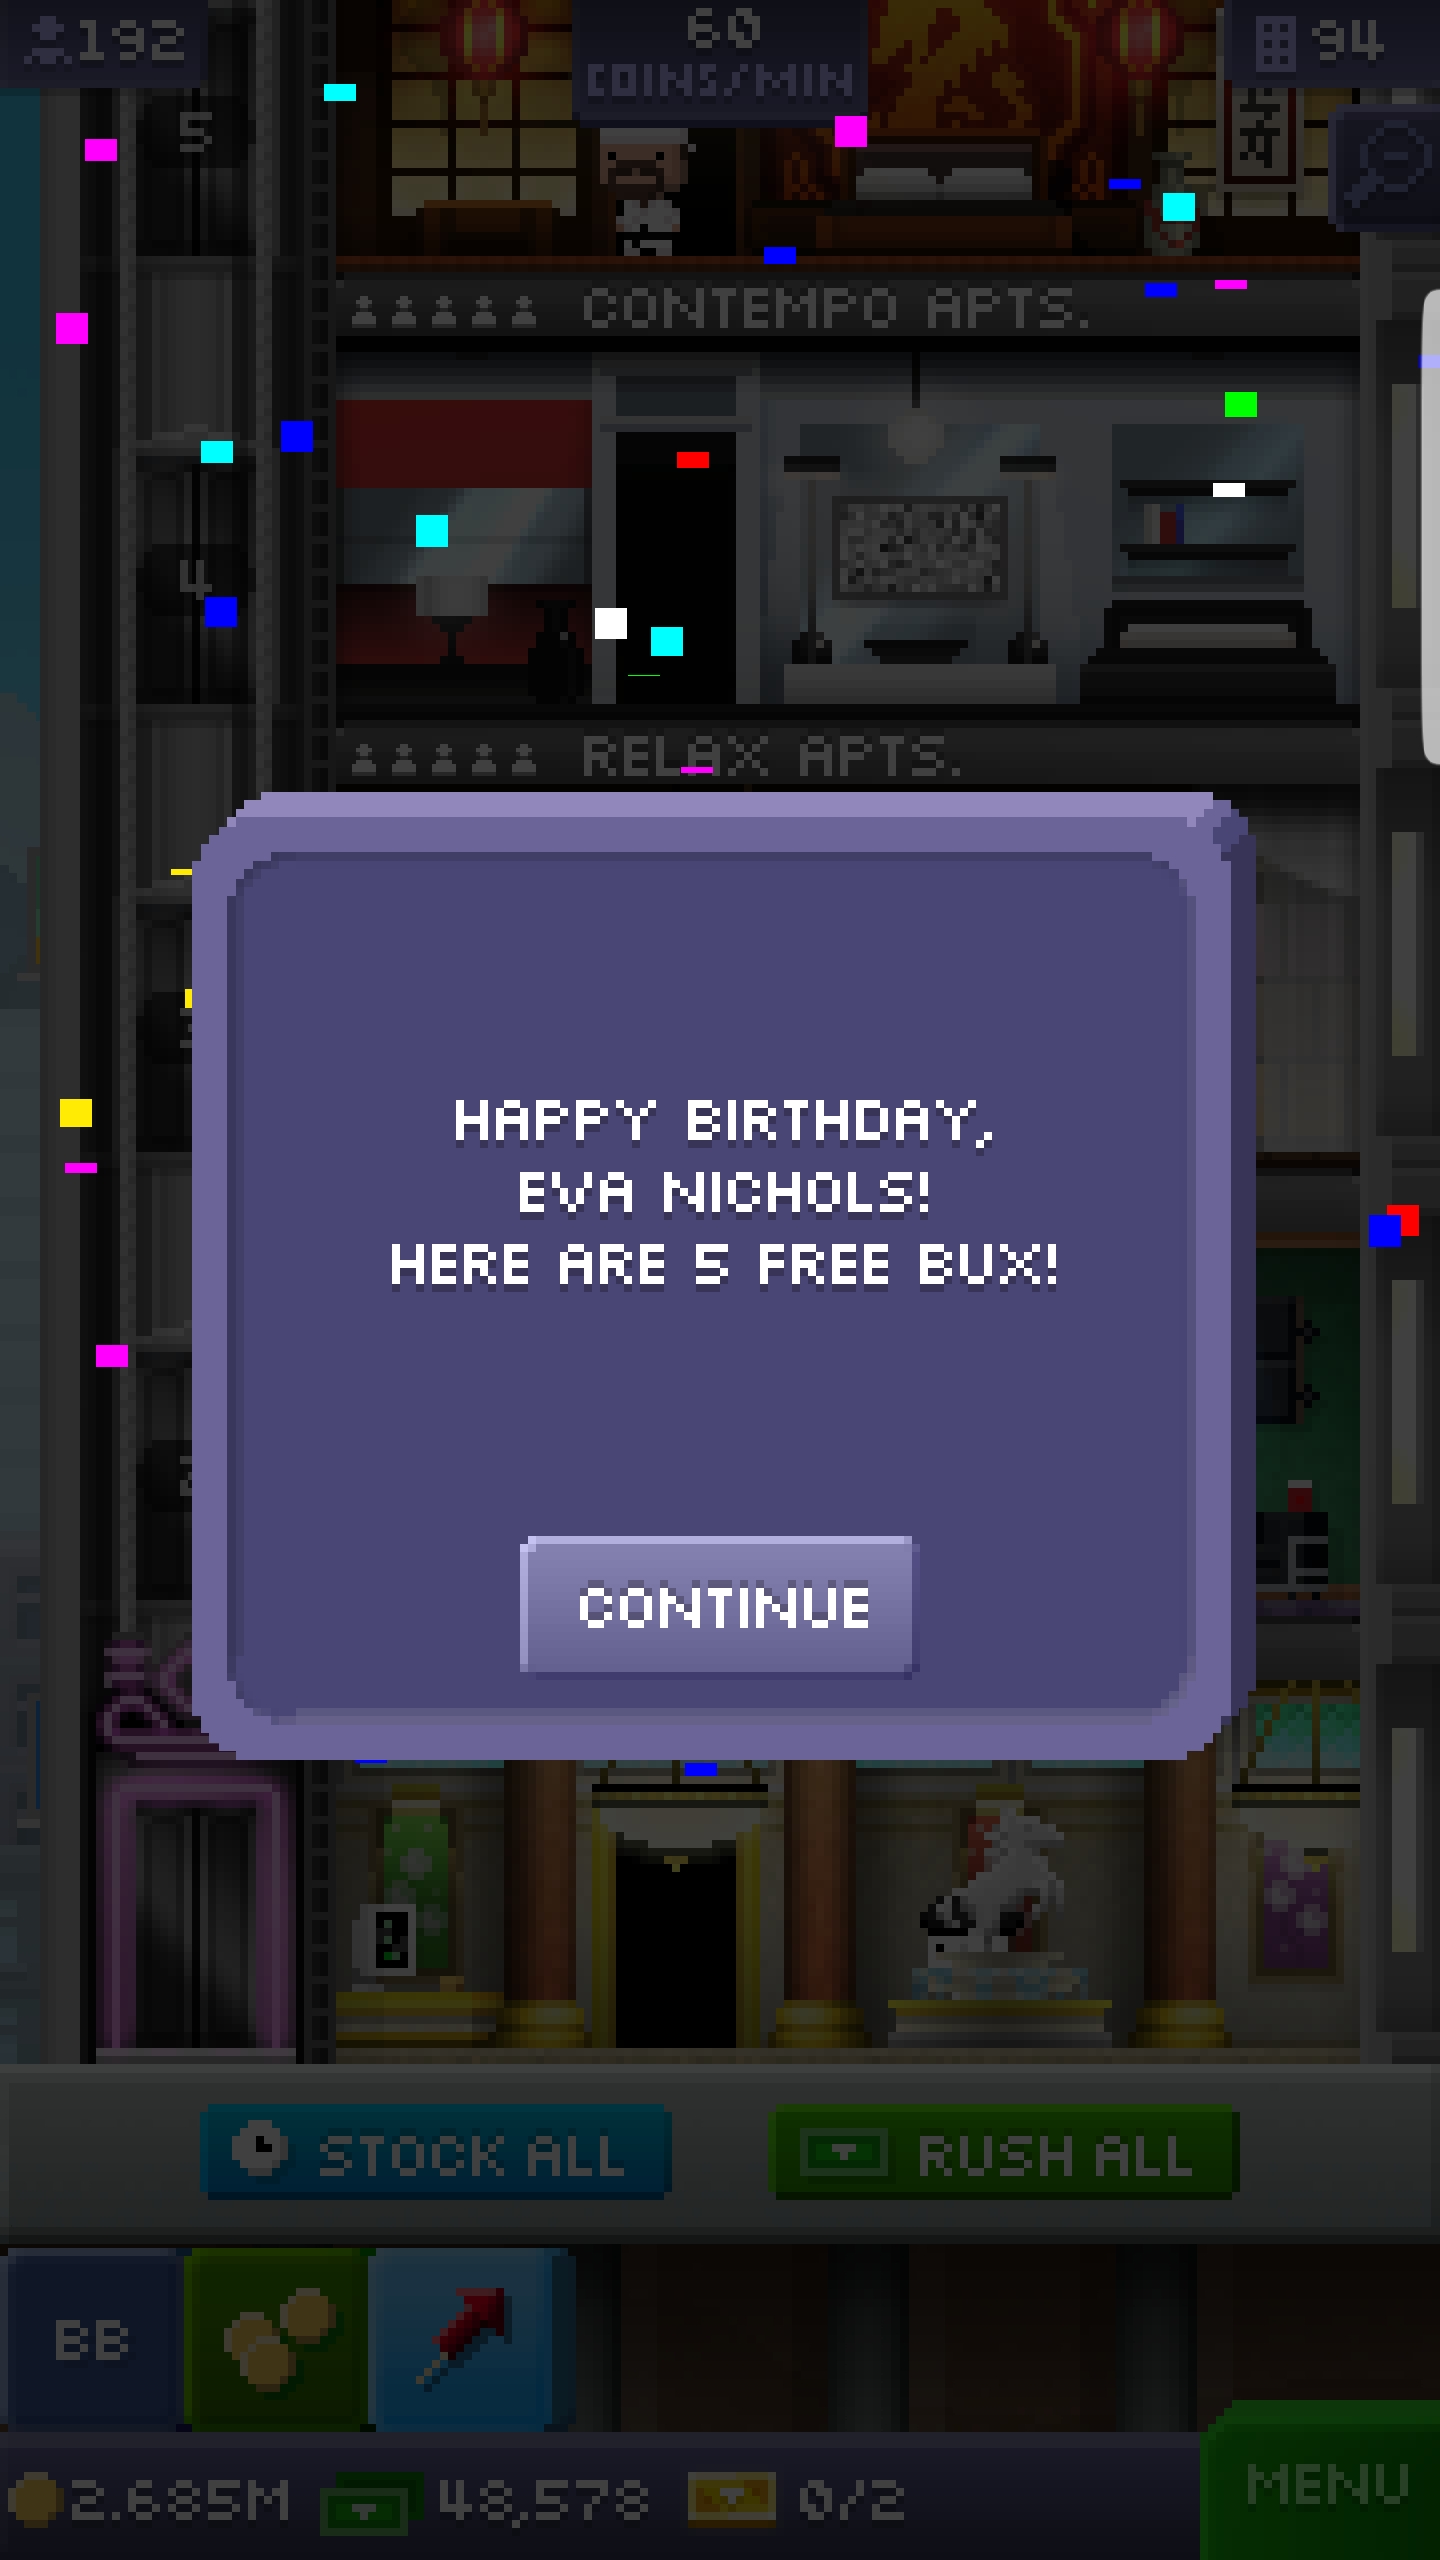 192
60
COINS/MIN
94
5
CONTEMPO APTS.
4
RELAX APTS.
HAPPY BIRTHDAY,
EVA NICHOLS!
HERE ARE 5 FREE BUX!
CONTINUE
STOCK ALL
RUSH ALL
BB
2.685M
48,578
0/2
MENU